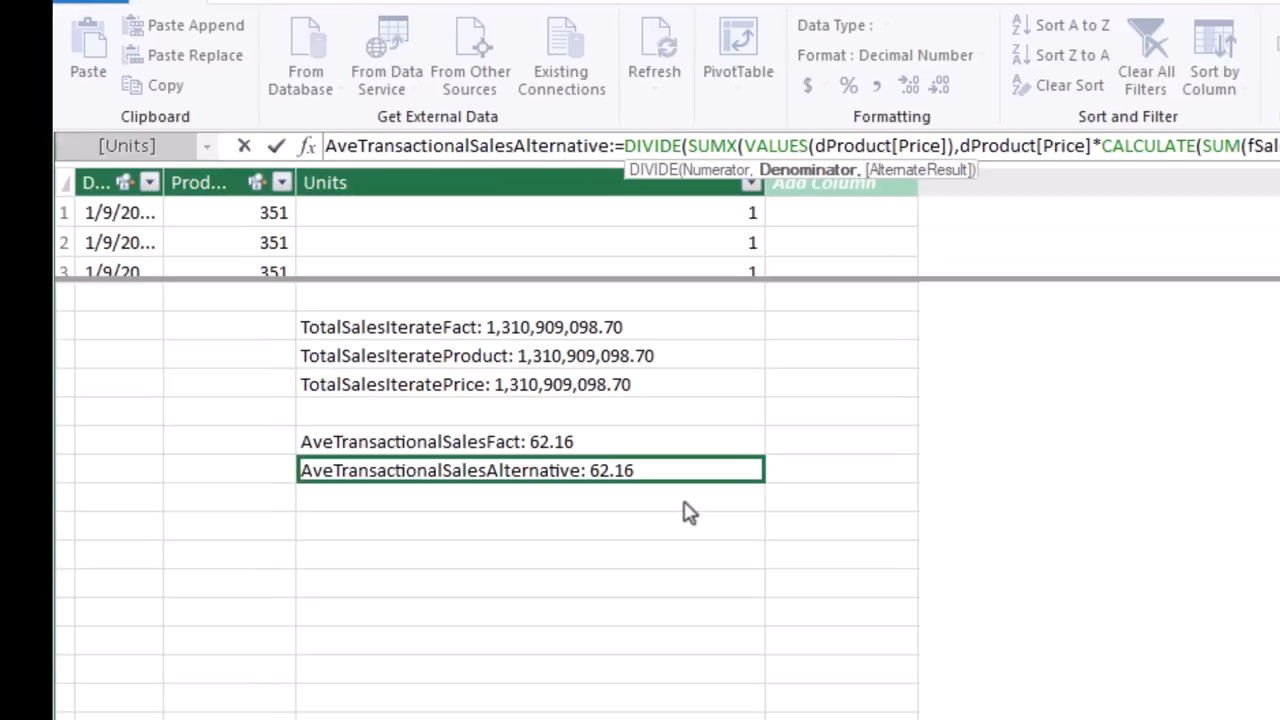 Paste
Paste Append
Paste Replace
Copy
Clipboard
From Database
From Data Service
From Other Sources
Existing Connections
Get External Data
Refresh
PivotTable
Data Type :
Format : Decimal Number
$ % , .00 .00
Formatting
Sort A to Z
Sort Z to A
Clear Sort
Clear All Filters
Sort by Column
Sort and Filter
[Units] fx AveTransactionalSalesAlternative:=DIVIDE(SUMX(VALUES(dProduct[Price]),dProduct[Price]*CALCULATE(SUM(fSal
DIVIDE(Numerator, Denominator, [AlternateResult])
D... Prod... Units Add Column
1 1/9/20... 351 1
2 1/9/20... 351 1
3 1/9/20 351 1
TotalSalesIterateFact: 1,310,909,098.70
TotalSalesIterateProduct: 1,310,909,098.70
TotalSalesIteratePrice: 1,310,909,098.70
AveTransactionalSalesFact: 62.16
AveTransactionalSalesAlternative: 62.16